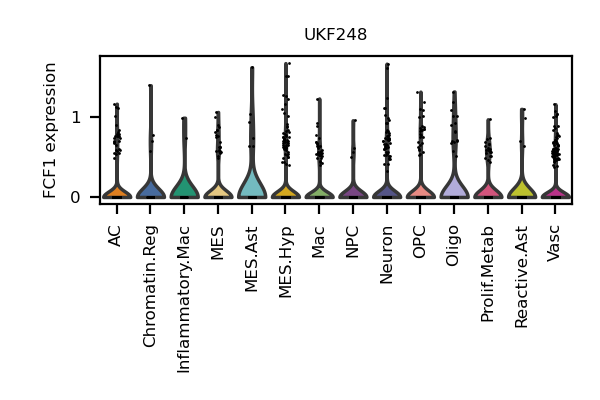 UKF248
FCF1 expression
1
0
AC
Chromatin.Reg
Inflammatory.Mac
MES
MES.Ast
MES.Hyp
Mac
NPC
Neuron
OPC
Oligo
Prolif.Metab
Reactive.Ast
Vasc